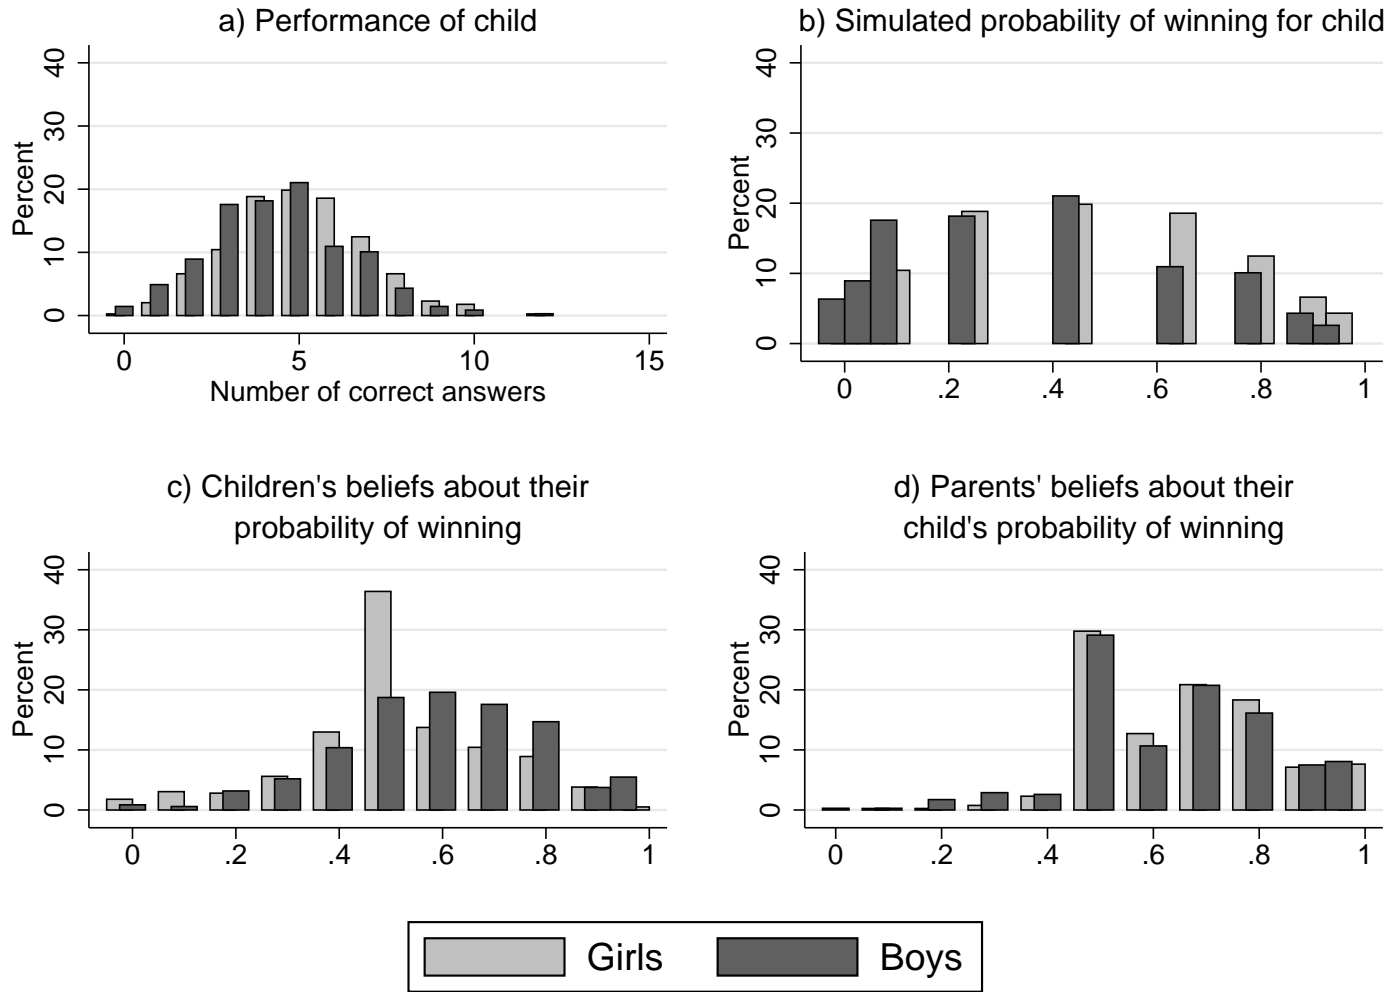 a) Performance of child
40
30
20
10
0
Percent
0 5 10 15
Number of correct answers
b) Simulated probability of winning for child
40
30
20
10
0
Percent
0 .2 .4 .6 .8 1
c) Children's beliefs about their
probability of winning
40
30
20
10
0
Percent
0 .2 .4 .6 .8 1
d) Parents' beliefs about their
child's probability of winning
40
30
20
10
0
Percent
0 .2 .4 .6 .8 1
Girls Boys